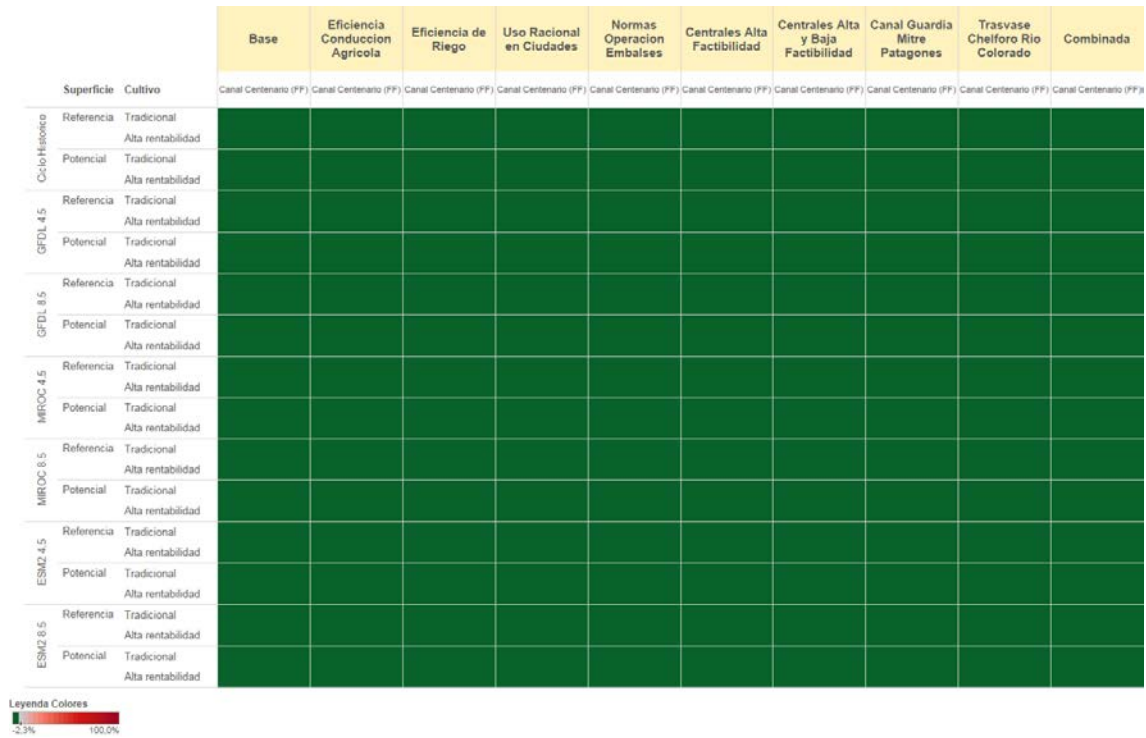 Base
Eficiencia
Conduccion
Agricola
Eficiencia de
Riego
Uso Racional
en Ciudades
Normas
Operacion
Embalses
Centrales Alta
Factibilidad
Centrales Alta
y Baja
Factibilidad
Canal Guardia
Mitre
Patagones
Trasvase
Chelforo Rio
Colorado
Combinada
Superficie Cultivo Canal Centenario (FF) Canal Centenario (FF) Canal Centenario (FF) Canal Centenario (FF) Canal Centenario (FF) Canal Centenario (FF) Canal Centenario (FF) Canal Centenario (FF) Canal Centenario (FF) Canal Centenario (FF)
Ciclo Historico
Referencia Tradicional
Alta rentabilidad
Potencial Tradicional
Alta rentabilidad
GFDL 4.5
Referencia Tradicional
Alta rentabilidad
Potencial Tradicional
Alta rentabilidad
GFDL 8.5
Referencia Tradicional
Alta rentabilidad
Potencial Tradicional
Alta rentabilidad
MIROC 4.5
Referencia Tradicional
Alta rentabilidad
Potencial Tradicional
Alta rentabilidad
MIROC 8.5
Referencia Tradicional
Alta rentabilidad
Potencial Tradicional
Alta rentabilidad
ESM2 4.5
Referencia Tradicional
Alta rentabilidad
Potencial Tradicional
Alta rentabilidad
ESM2 8.5
Referencia Tradicional
Alta rentabilidad
Potencial Tradicional
Alta rentabilidad
Leyenda Colores
-2,3% 100,0%